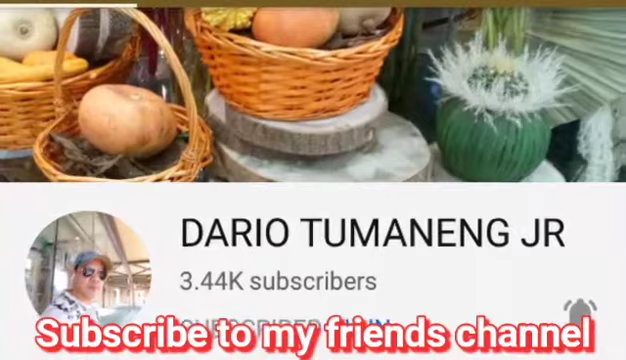 DARIO TUMANENG JR
3.44K subscribers
Subscribe to my friends channel